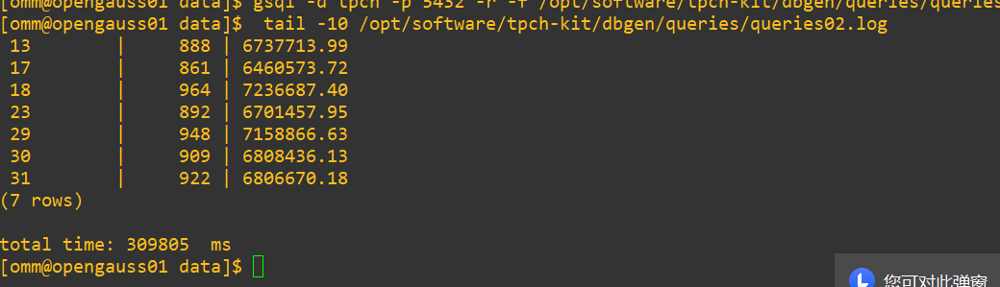 [omm@opengauss01 data]$ gsql -d tpch -p 5432 -r -f /opt/software/tpch-kit/dbgen/queries/queries
[omm@opengauss01 data]$  tail -10 /opt/software/tpch-kit/dbgen/queries/queries02.log
 13        |     888 | 6737713.99
 17        |     861 | 6460573.72
 18        |     964 | 7236687.40
 23        |     892 | 6701457.95
 29        |     948 | 7158866.63
 30        |     909 | 6808436.13
 31        |     922 | 6806670.18
(7 rows)
total time: 309805  ms
[omm@opengauss01 data]$
您可对此弹窗